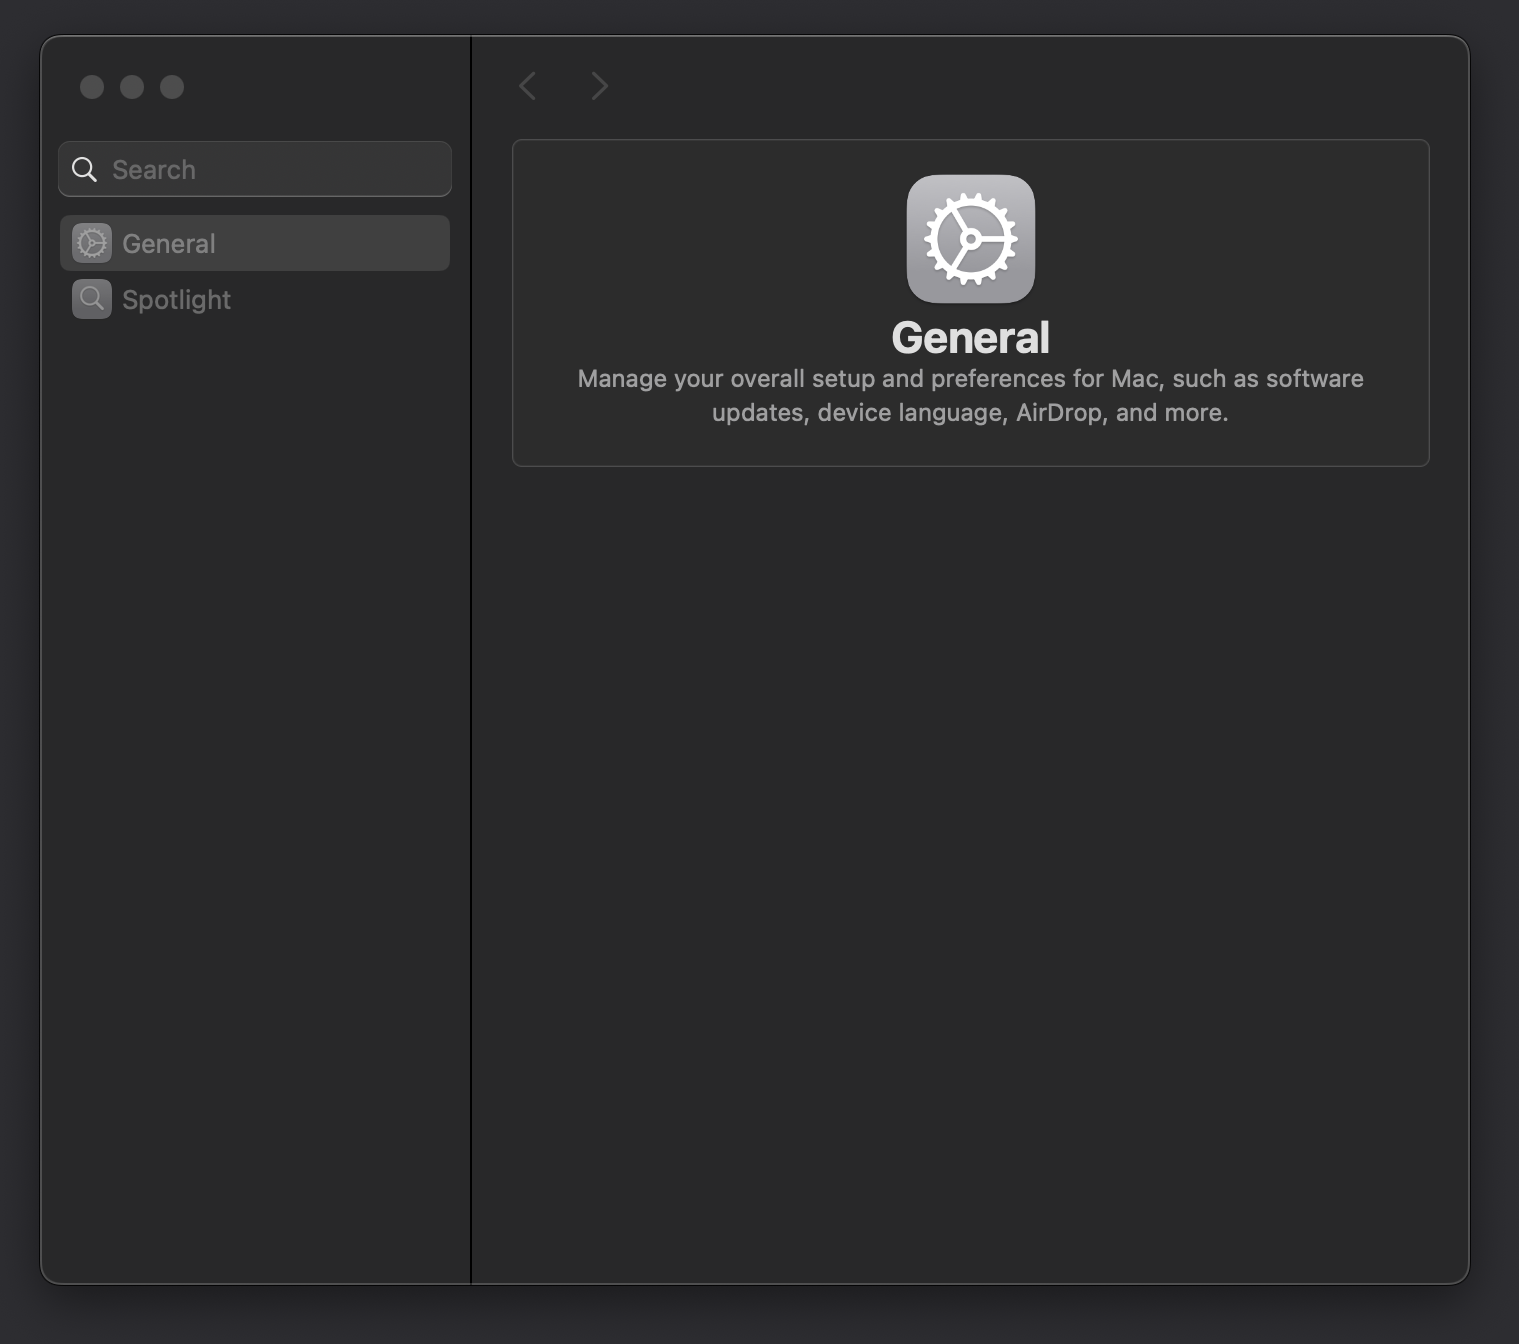 Search
General
Spotlight
General
Manage your overall setup and preferences for Mac, such as software
updates, device language, AirDrop, and more.